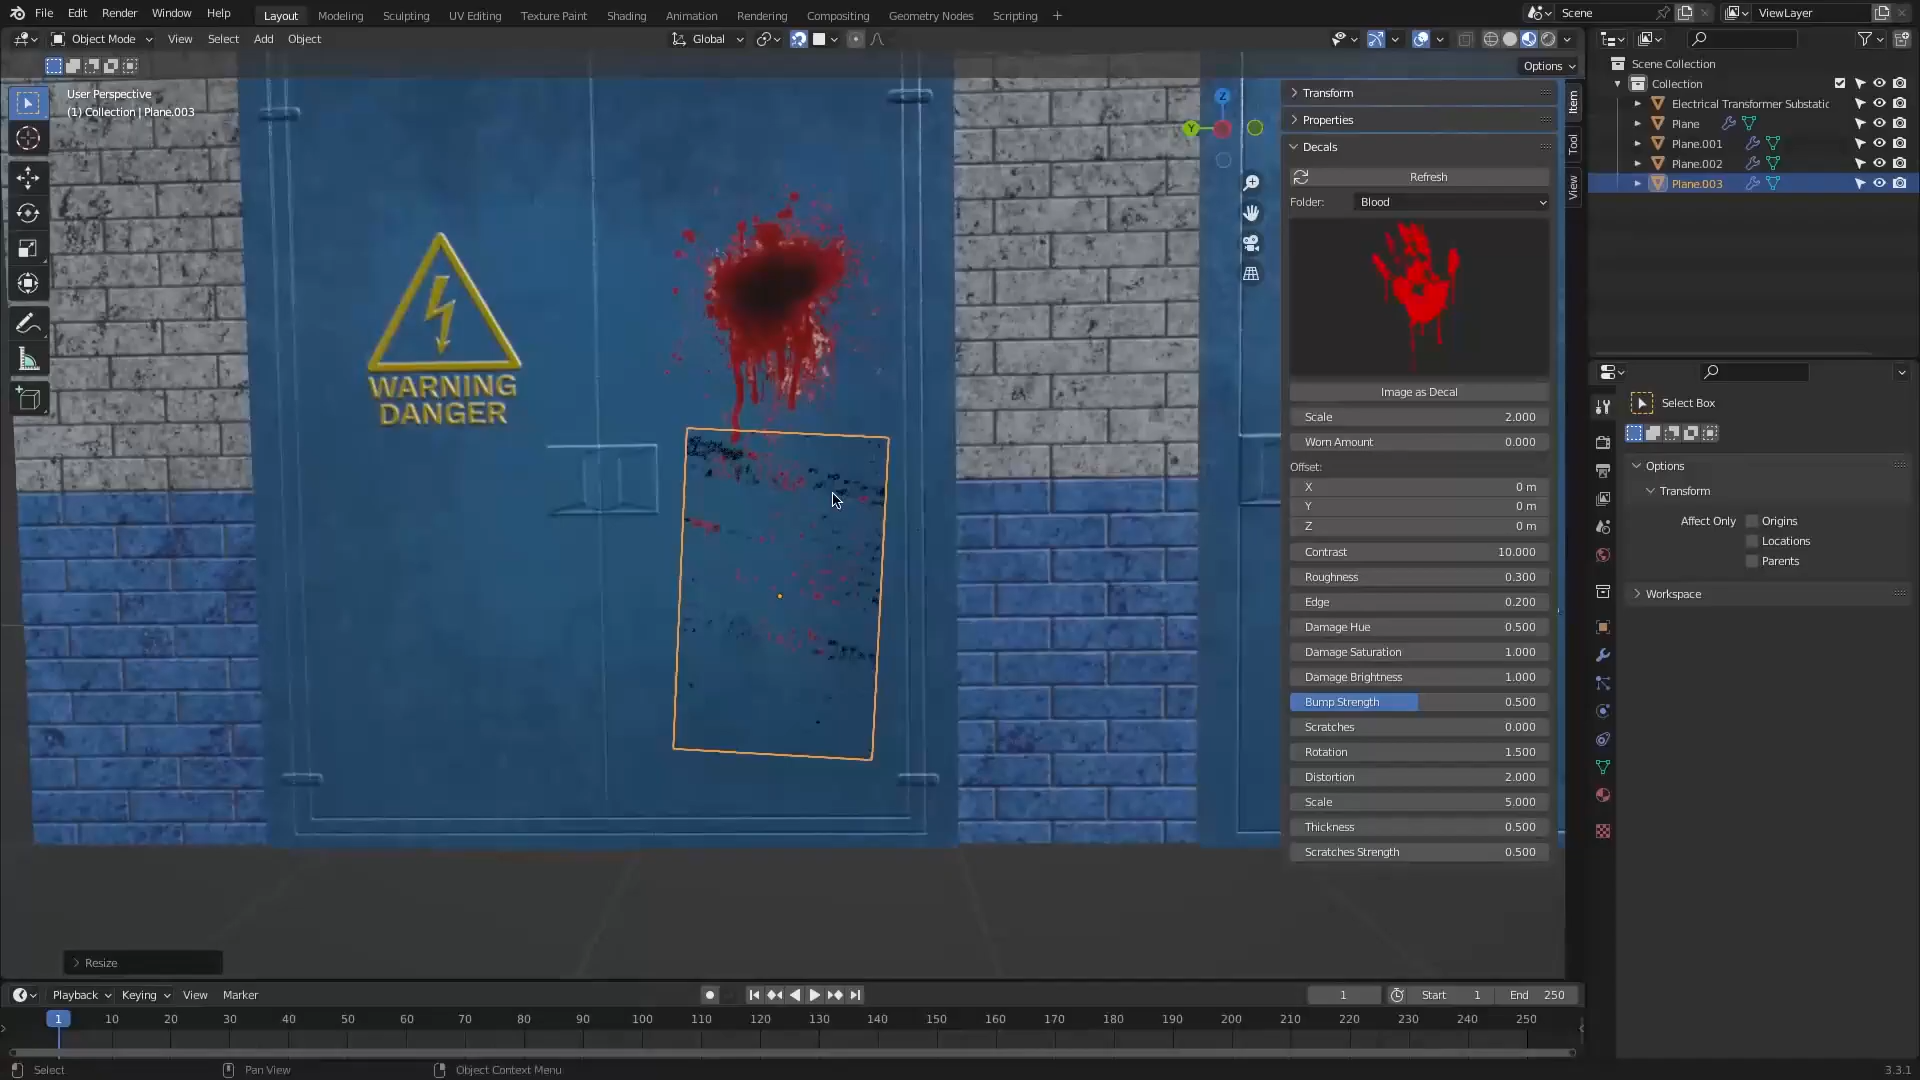 File Edit Render Window Help
Layout Modeling Sculpting UV Editing Texture Paint Shading Animation Rendering Compositing Geometry Nodes Scripting +
Scene
ViewLayer
Object Mode View Select Add Object
Global
Options
User Perspective
(1) Collection | Plane.003
Z
Y
WARNING
DANGER
Transform
Properties
Decals
Refresh
Folder: Blood
Image as Decal
Scale 2.000
Worn Amount 0.000
Offset:
X 0 m
Y 0 m
Z 0 m
Contrast 10.000
Roughness 0.300
Edge 0.200
Damage Hue 0.500
Damage Saturation 1.000
Damage Brightness 1.000
Bump Strength 0.500
Scratches 0.000
Rotation 1.500
Distortion 2.000
Scale 5.000
Thickness 0.500
Scratches Strength 0.500
Item
Tool
View
Scene Collection
Collection
Electrical Transformer Substatic
Plane
Plane.001
Plane.002
Plane.003
Select Box
Options
Transform
Affect Only Origins
Locations
Parents
Workspace
Resize
Playback Keying View Marker
1
Start 1
End 250
1 10 20 30 40 50 60 70 80 90 100 110 120 130 140 150 160 170 180 190 200 210 220 230 240 250
Select
Pan View
Object Context Menu
3.3.1